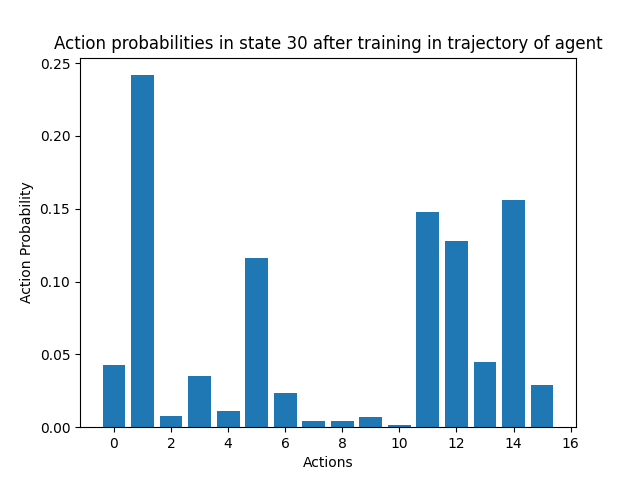 Action probabilities in state 30 after training in trajectory of agent
0.25
0.20
0.15
0.10
0.05
0.00
Action Probability
0 2 4 6 8 10 12 14 16
Actions